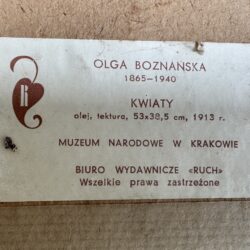 R
OLGA BOZNAŃSKA
1865–1940
KWIATY
olej, tektura, 53x38,5 cm, 1913 r.
MUZEUM NARODOWE W KRAKOWIE
BIURO WYDAWNICZE «RUCH»
Wszelkie prawa zastrzeżone